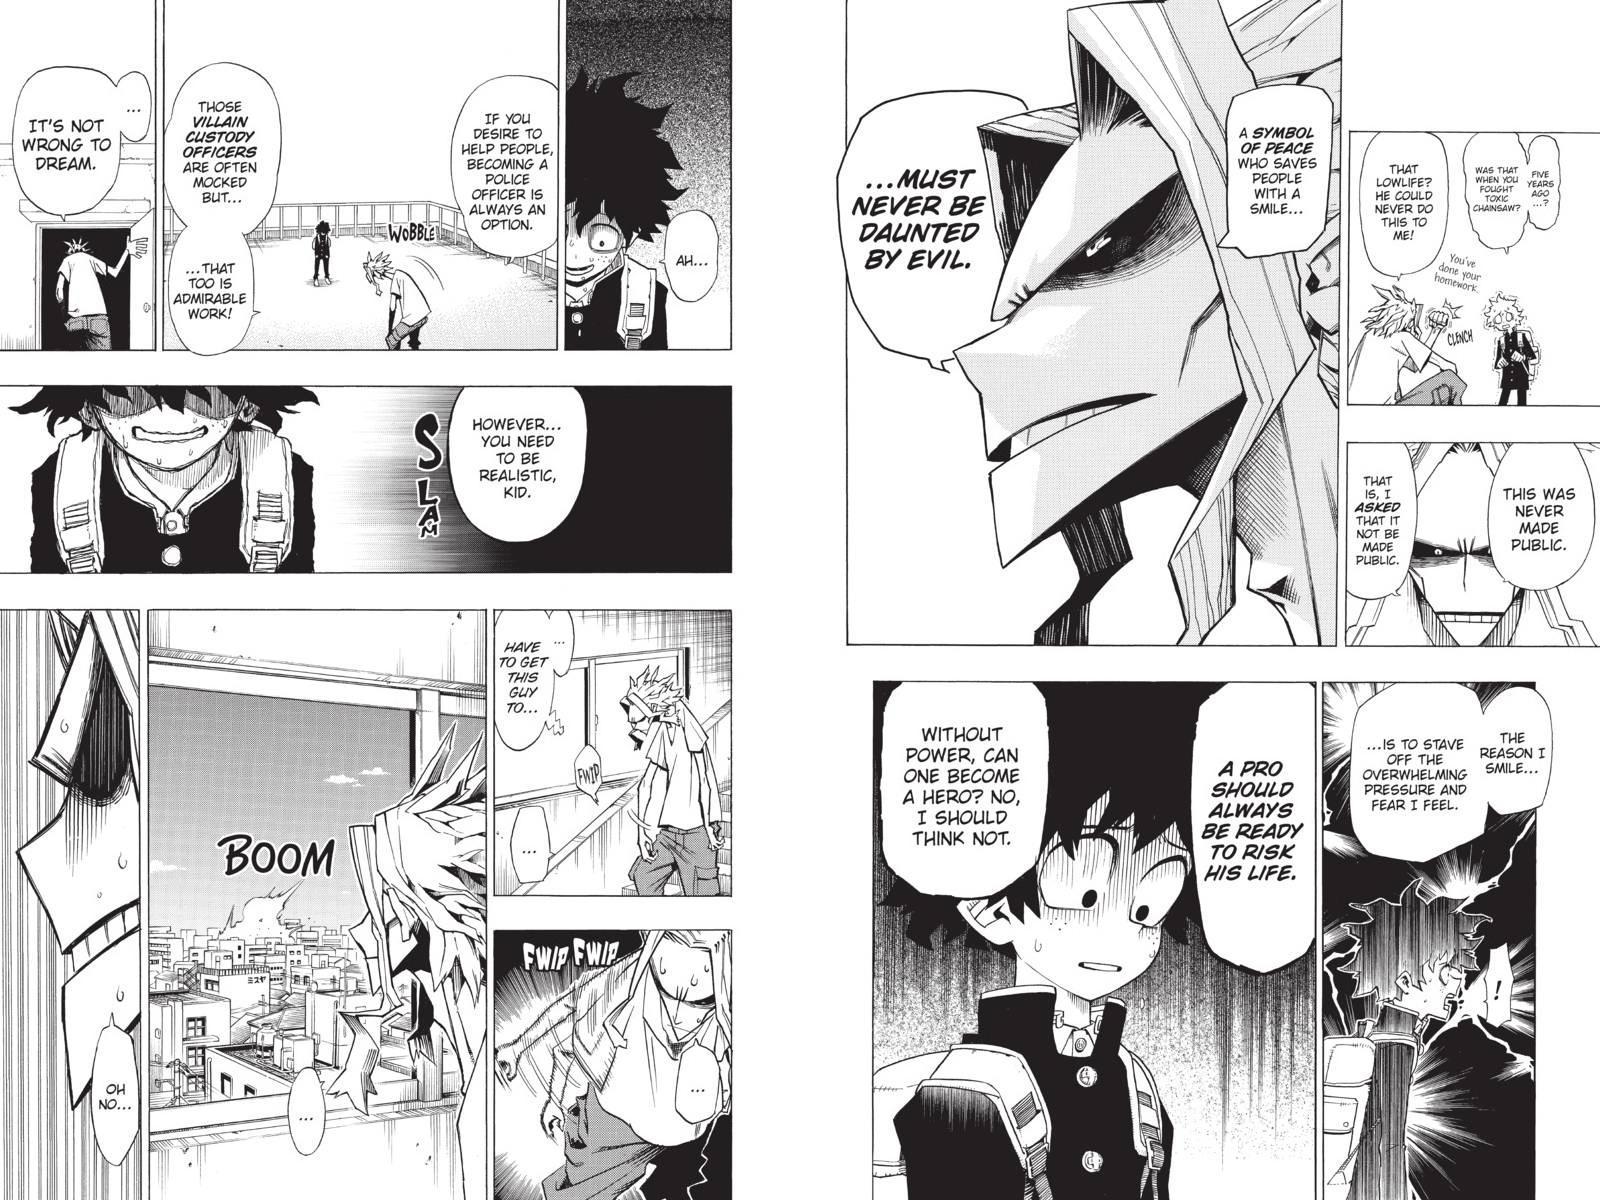 FIVE
YEARS
AGO
...?
WAS THAT
WHEN YOU
FOUGHT
TOXIC
CHAINSAW?
THAT
LOWLIFE?
HE COULD
NEVER DO
THIS TO
ME!
You've
done your
homework.
CLENCH
THIS WAS
NEVER
MADE
PUBLIC.
THAT
IS, I
ASKED
THAT IT
NOT BE
MADE
PUBLIC.
A SYMBOL
OF PEACE
WHO SAVES
PEOPLE
WITH A
SMILE...
...MUST
NEVER BE
DAUNTED
BY EVIL.
THE
REASON I
SMILE...
...IS TO STAVE
OFF THE
OVERWHELMING
PRESSURE AND
FEAR I FEEL.
!
A PRO
SHOULD
ALWAYS
BE READY
TO RISK
HIS LIFE.
WITHOUT
POWER, CAN
ONE BECOME
A HERO? NO,
I SHOULD
THINK NOT.
AH...
IF YOU
DESIRE TO
HELP PEOPLE,
BECOMING A
POLICE
OFFICER IS
ALWAYS AN
OPTION.
WOBBLE
THOSE
VILLAIN
CUSTODY
OFFICERS
ARE OFTEN
MOCKED
BUT...
...THAT
TOO IS
ADMIRABLE
WORK!
...
IT'S NOT
WRONG TO
DREAM.
HOWEVER...
YOU NEED
TO BE
REALISTIC,
KID.
SLAM
...
HAVE
TO GET
THIS
GUY
TO...
FWIP
...
FWIP FWIP
...
BOOM
ミスヤ
...
OH
NO...